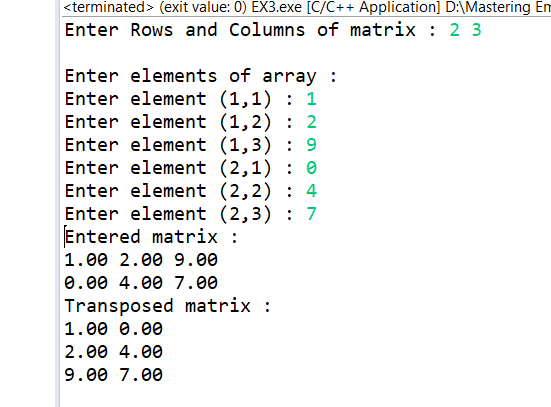 <terminated> (exit value: 0) EX3.exe [C/C++ Application] D:\Mastering Em
Enter Rows and Columns of matrix : 2 3

Enter elements of array :
Enter element (1,1) : 1
Enter element (1,2) : 2
Enter element (1,3) : 9
Enter element (2,1) : 0
Enter element (2,2) : 4
Enter element (2,3) : 7
Entered matrix :
1.00 2.00 9.00
0.00 4.00 7.00
Transposed matrix :
1.00 0.00
2.00 4.00
9.00 7.00